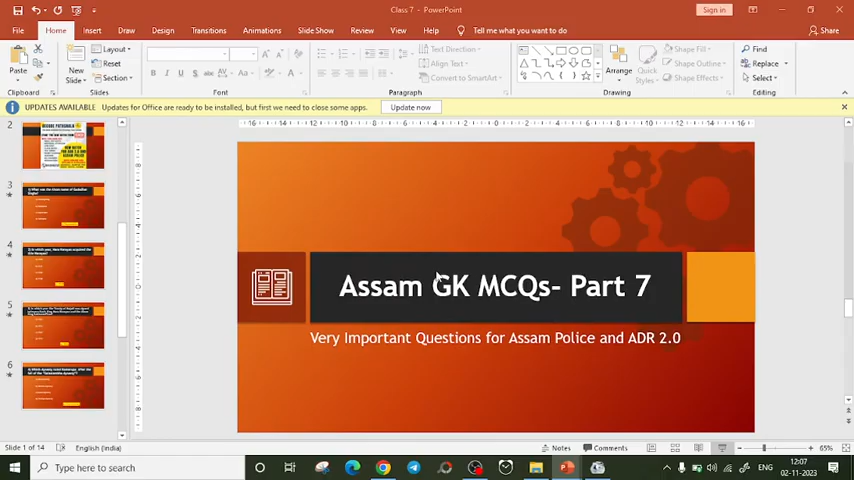 Class 7 - PowerPoint
Sign in
File Home Insert Draw Design Transitions Animations Slide Show Review View Help Tell me what you want to do Share
Paste
New Slide
Layout
Reset
Section
Text Direction
Align Text
Convert to SmartArt
Arrange
Quick Styles
Shape Fill
Shape Outline
Shape Effects
Find
Replace
Select
Clipboard Slides Font Paragraph Drawing Editing
UPDATES AVAILABLE Updates for Office are ready to be installed, but first we need to close some apps. Update now
2
3
4
5
6
Assam GK MCQs- Part 7
Very Important Questions for Assam Police and ADR 2.0
Slide 1 of 14 English (India) Notes Comments 65%
Type here to search
ENG
12:07
02-11-2023